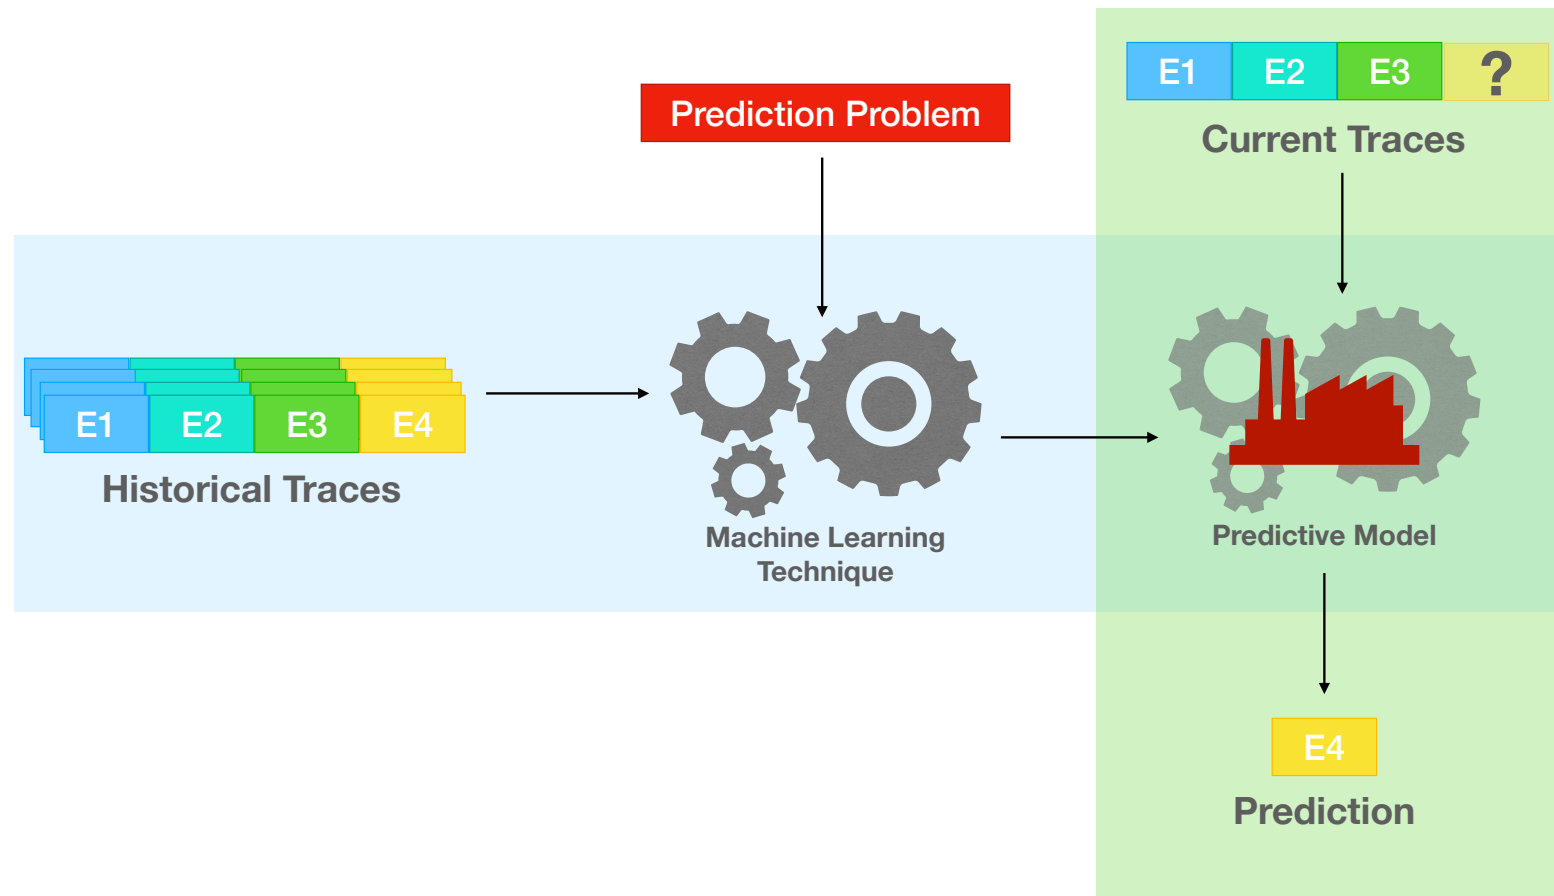 E1 E2 E3 ?
Current Traces
Prediction Problem
E1 E2 E3 E4
Historical Traces
Machine Learning
Technique
Predictive Model
E4
Prediction